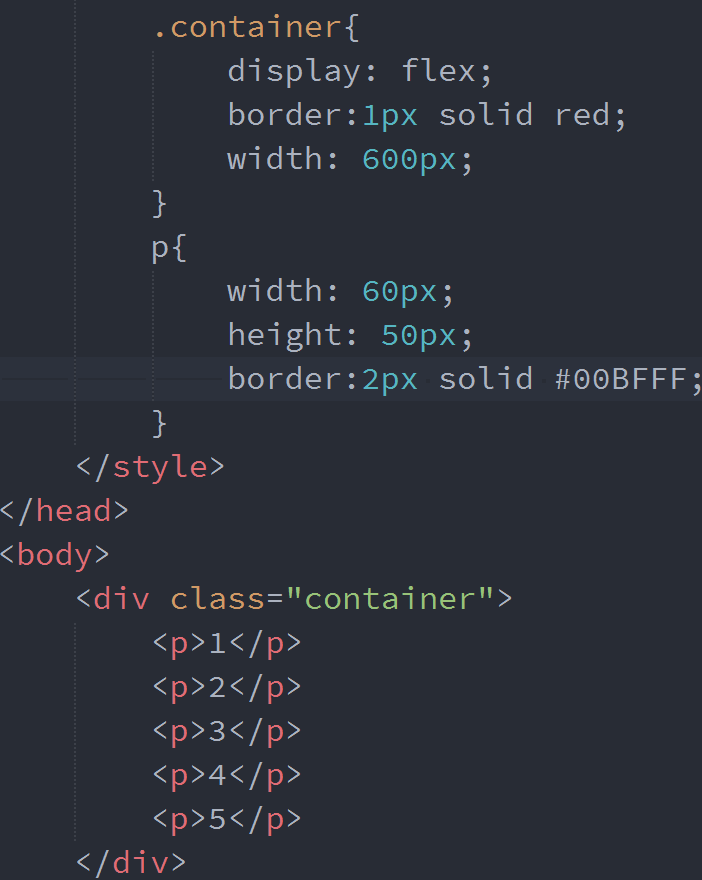 .container{
display: flex;
border:1px solid red;
width: 600px;
}
p{
width: 60px;
height: 50px;
border:2px solid #00BFFF;
}
</style>
</head>
<body>
<div class="container">
<p>1</p>
<p>2</p>
<p>3</p>
<p>4</p>
<p>5</p>
</div>